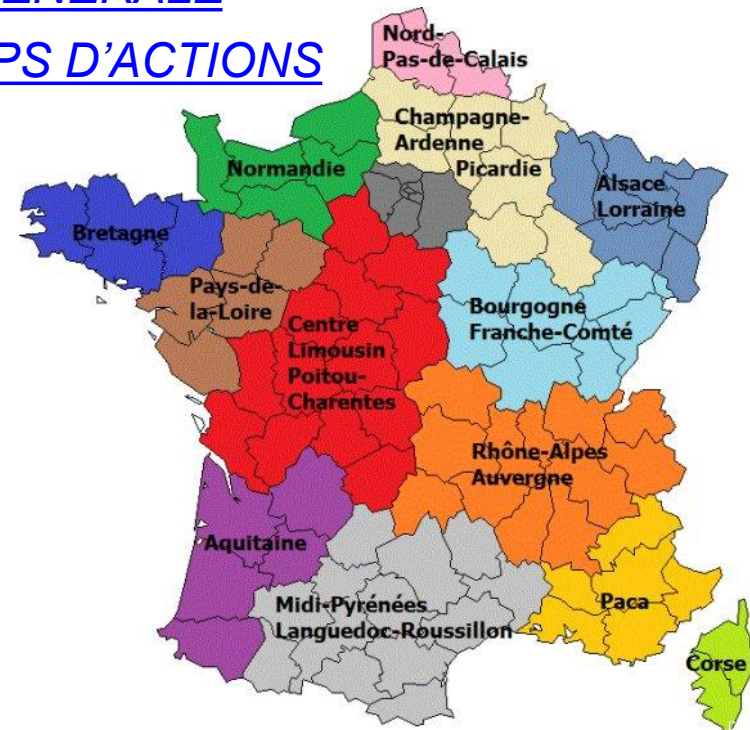 ÉNÉRALE
PS D’ACTIONS
Nord-
Pas-de-Calais
Champagne-
Ardenne
Picardie
Normandie
Alsace
Lorraine
Bretagne
Pays-de-
la-Loire
Bourgogne
Franche-Comté
Centre
Limousin
Poitou-
Charentes
Rhône-Alpes
Auvergne
Aquitaine
Midi-Pyrénées
Languedoc-Roussillon
Paca
Corse